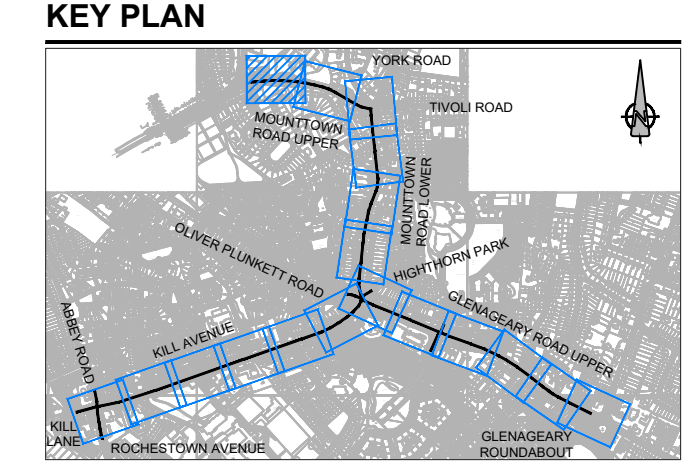 KEY PLAN
YORK ROAD
TIVOLI ROAD
N
MOUNTTOWN
ROAD UPPER
MOUNTTOWN
ROAD LOWER
OLIVER PLUNKETT ROAD
HIGHTHORN PARK
GLENAGEARY ROAD UPPER
ABBEY ROAD
KILL AVENUE
KILL
LANE
ROCHESTOWN AVENUE
GLENAGEARY
ROUNDABOUT